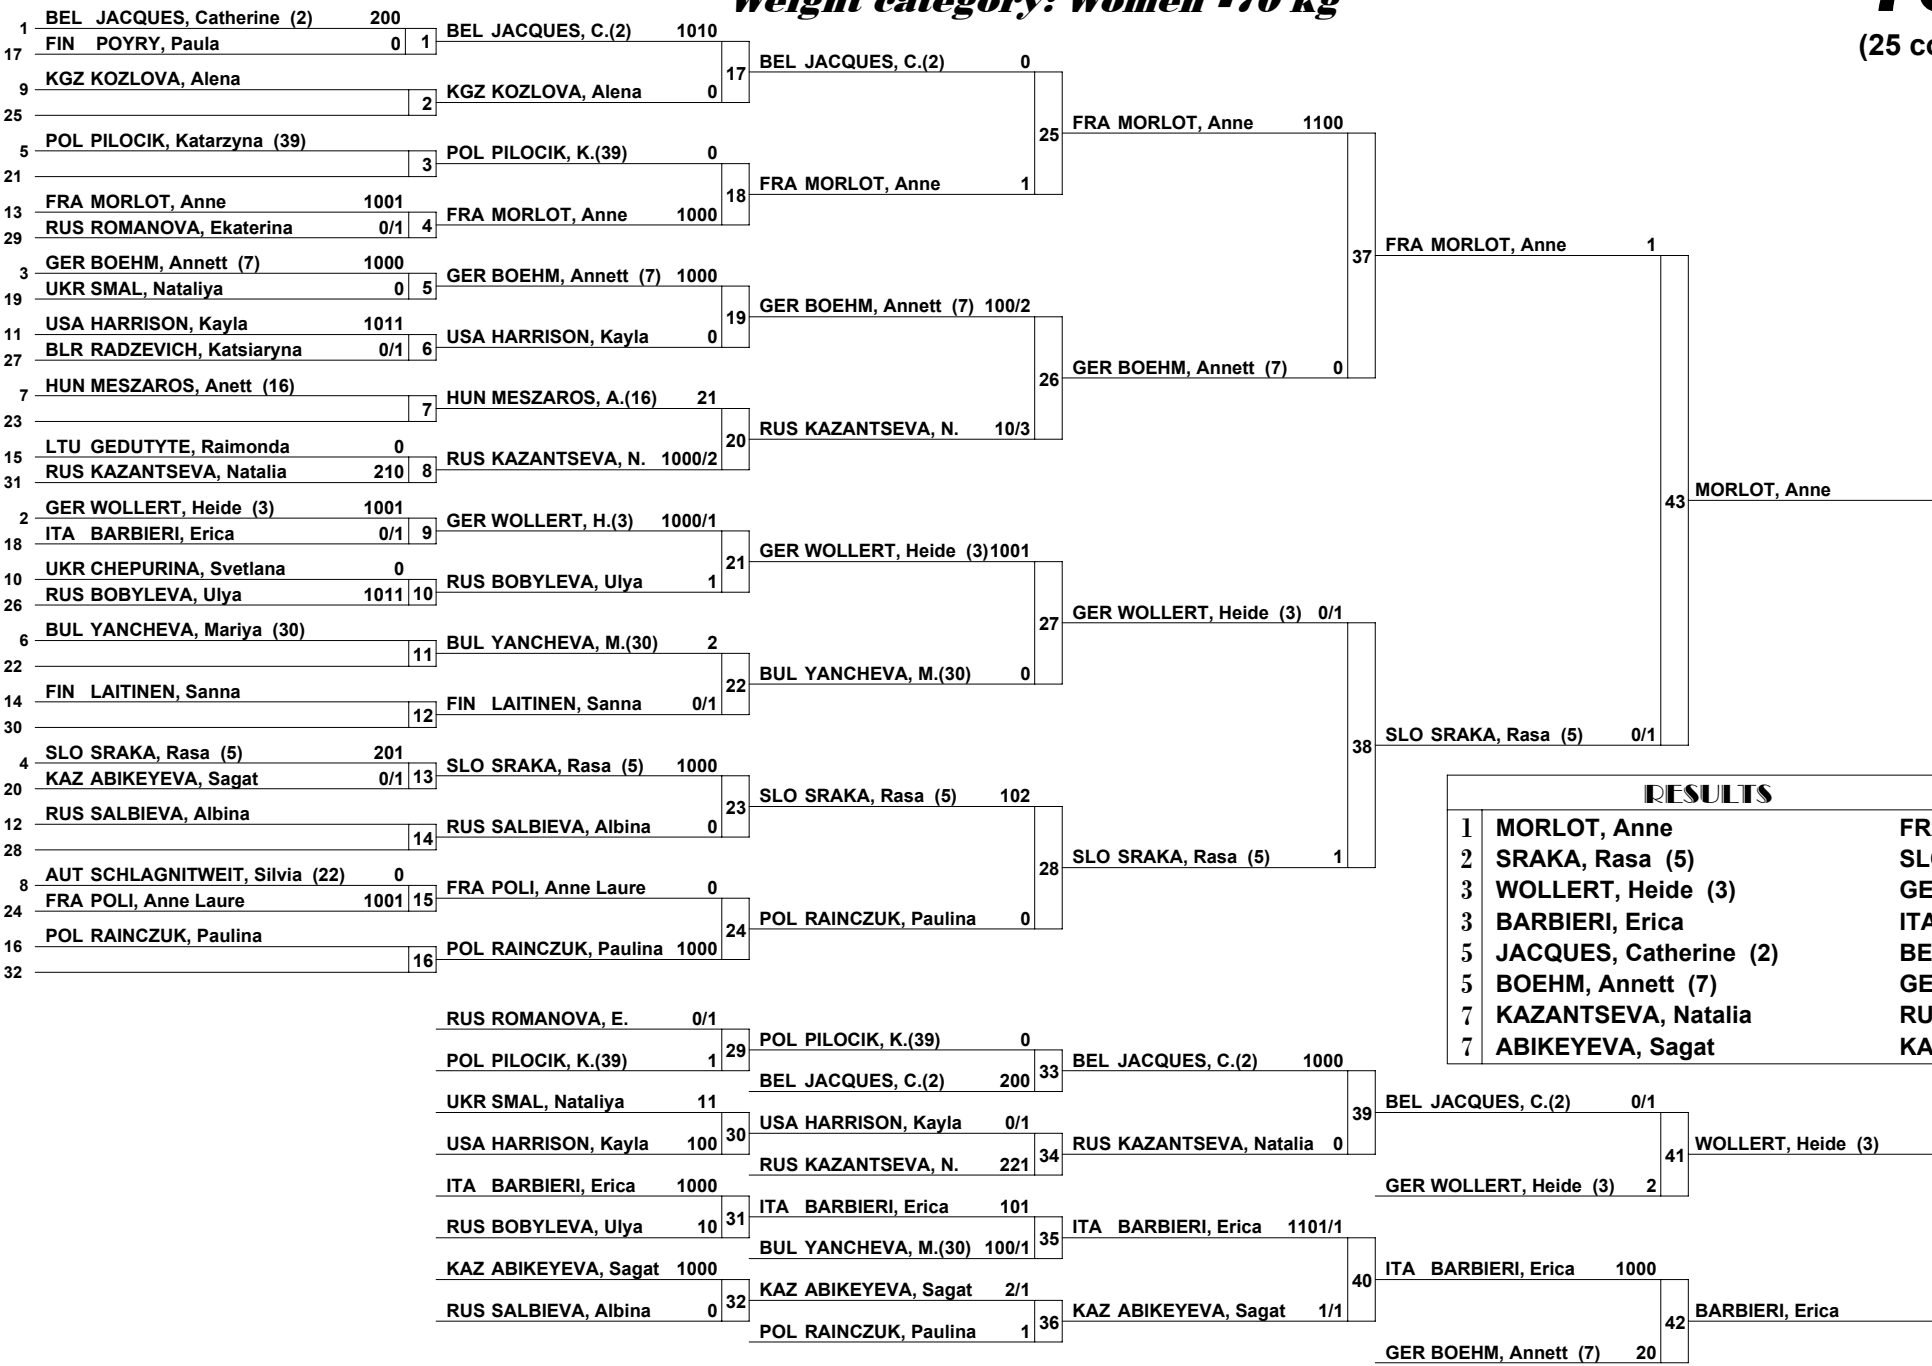 Weight category: Women -70 kg
(25 co
1 BEL JACQUES, Catherine (2) 200
17 FIN POYRY, Paula 0 1
9 KGZ KOZLOVA, Alena
25 2
5 POL PILOCIK, Katarzyna (39)
21 3
13 FRA MORLOT, Anne 1001
29 RUS ROMANOVA, Ekaterina 0/1 4
3 GER BOEHM, Annett (7) 1000
19 UKR SMAL, Nataliya 0 5
11 USA HARRISON, Kayla 1011
27 BLR RADZEVICH, Katsiaryna 0/1 6
7 HUN MESZAROS, Anett (16)
23 7
15 LTU GEDUTYTE, Raimonda 0
31 RUS KAZANTSEVA, Natalia 210 8
2 GER WOLLERT, Heide (3) 1001
18 ITA BARBIERI, Erica 0/1 9
10 UKR CHEPURINA, Svetlana 0
26 RUS BOBYLEVA, Ulya 1011 10
6 BUL YANCHEVA, Mariya (30)
22 11
14 FIN LAITINEN, Sanna
30 12
4 SLO SRAKA, Rasa (5) 201
20 KAZ ABIKEYEVA, Sagat 0/1 13
12 RUS SALBIEVA, Albina
28 14
8 AUT SCHLAGNITWEIT, Silvia (22) 0
24 FRA POLI, Anne Laure 1001 15
16 POL RAINCZUK, Paulina
32 16
BEL JACQUES, C.(2) 1010
17
KGZ KOZLOVA, Alena 0
POL PILOCIK, K.(39) 0
18
FRA MORLOT, Anne 1000
GER BOEHM, Annett (7) 1000
19
USA HARRISON, Kayla 0
HUN MESZAROS, A.(16) 21
20
RUS KAZANTSEVA, N. 1000/2
GER WOLLERT, H.(3) 1000/1
21
RUS BOBYLEVA, Ulya 1
BUL YANCHEVA, M.(30) 2
22
FIN LAITINEN, Sanna 0/1
SLO SRAKA, Rasa (5) 1000
23
RUS SALBIEVA, Albina 0
FRA POLI, Anne Laure 0
24
POL RAINCZUK, Paulina 1000
BEL JACQUES, C.(2) 0
25
FRA MORLOT, Anne 1
GER BOEHM, Annett (7) 100/2
26
RUS KAZANTSEVA, N. 10/3
GER WOLLERT, Heide (3)1001
27
BUL YANCHEVA, M.(30) 0
SLO SRAKA, Rasa (5) 102
28
POL RAINCZUK, Paulina 0
FRA MORLOT, Anne 1100
37
GER BOEHM, Annett (7) 0
GER WOLLERT, Heide (3) 0/1
38
SLO SRAKA, Rasa (5) 1
FRA MORLOT, Anne 1
43
SLO SRAKA, Rasa (5) 0/1
MORLOT, Anne
RESULTS
1 MORLOT, Anne FR
2 SRAKA, Rasa (5) SL
3 WOLLERT, Heide (3) GE
3 BARBIERI, Erica ITA
5 JACQUES, Catherine (2) BE
5 BOEHM, Annett (7) GE
7 KAZANTSEVA, Natalia RU
7 ABIKEYEVA, Sagat KA
RUS ROMANOVA, E. 0/1
29
POL PILOCIK, K.(39) 1
UKR SMAL, Nataliya 11
30
USA HARRISON, Kayla 100
ITA BARBIERI, Erica 1000
31
RUS BOBYLEVA, Ulya 10
KAZ ABIKEYEVA, Sagat 1000
32
RUS SALBIEVA, Albina 0
POL PILOCIK, K.(39) 0
33
BEL JACQUES, C.(2) 200
USA HARRISON, Kayla 0/1
34
RUS KAZANTSEVA, N. 221
ITA BARBIERI, Erica 101
35
BUL YANCHEVA, M.(30) 100/1
KAZ ABIKEYEVA, Sagat 2/1
36
POL RAINCZUK, Paulina 1
BEL JACQUES, C.(2) 1000
39
RUS KAZANTSEVA, Natalia 0
ITA BARBIERI, Erica 1101/1
40
KAZ ABIKEYEVA, Sagat 1/1
BEL JACQUES, C.(2) 0/1
41
GER WOLLERT, Heide (3) 2
ITA BARBIERI, Erica 1000
42
GER BOEHM, Annett (7) 20
WOLLERT, Heide (3)
BARBIERI, Erica